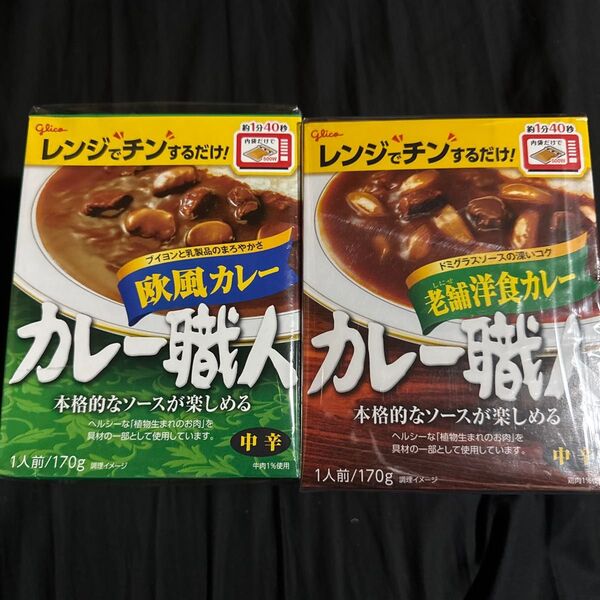 glico
レンジでチンするだけ!
約1分40秒
内袋だけで
500W
ブイヨンと乳製品のまろやかさ
欧風カレー
カレー職人
本格的なソースが楽しめる
ヘルシーな「植物生まれのお肉」を
具材の一部として使用しています。
中辛
1人前/170g 調理イメージ
牛肉1%使用
glico
レンジでチンするだけ!
約1分40秒
内袋だけで
500W
ドミグラスソースの深いコク
しにせ
老舗洋食カレー
カレー職人
本格的なソースが楽しめる
ヘルシーな「植物生まれのお肉」を
具材の一部として使用しています。
中辛
1人前/170g 調理イメージ